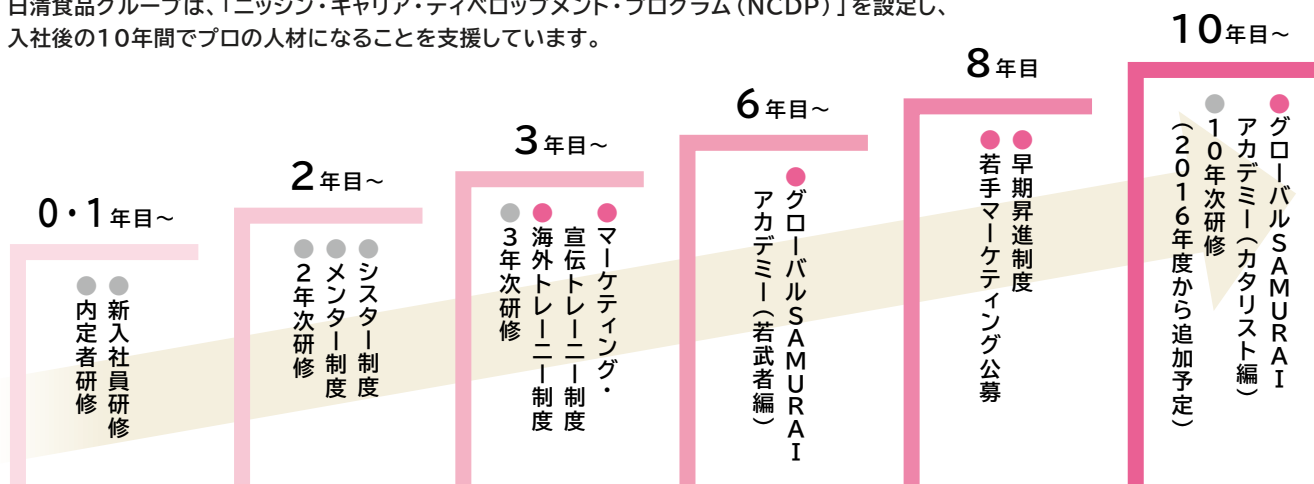 日清食品グループは、「ニッシン・キャリア・ディベロップメント・プログラム（NCDP）」を設定し、
入社後の10年間でプロの人材になることを支援しています。
0・1年目～
新入社員研修
内定者研修
2年目～
シスター制度
メンター制度
2年次研修
3年目～
マーケティング・
宣伝トレーニー制度
海外トレーニー制度
3年次研修
6年目～
グローバルSAMURAI
アカデミー（若武者編）
8年目
早期昇進制度
若手マーケティング公募
10年目～
グローバルSAMURAI
アカデミー（カタリスト編）
10年次研修
（2016年度から追加予定）